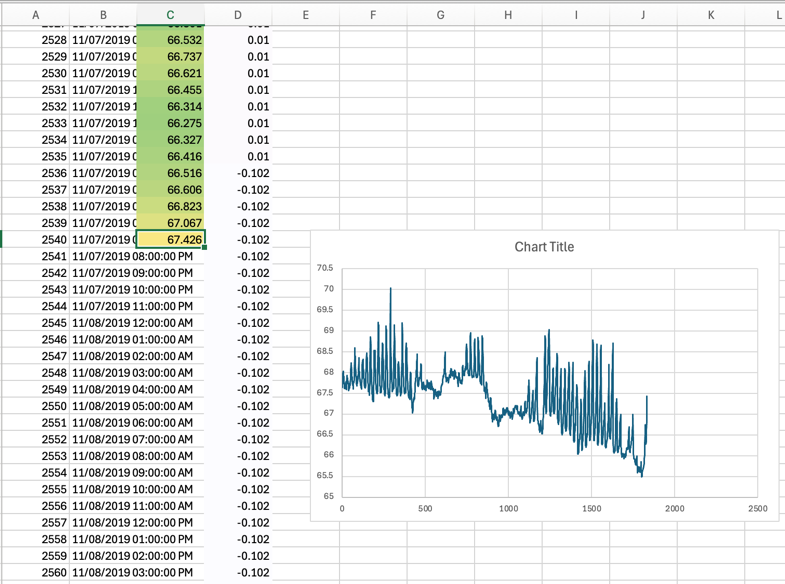 A B C D E F G H I J K L
2528 11/07/2019 0 66.532 0.01
2529 11/07/2019 0 66.737 0.01
2530 11/07/2019 0 66.621 0.01
2531 11/07/2019 1 66.455 0.01
2532 11/07/2019 1 66.314 0.01
2533 11/07/2019 1 66.275 0.01
2534 11/07/2019 0 66.327 0.01
2535 11/07/2019 0 66.416 0.01
2536 11/07/2019 0 66.516 -0.102
2537 11/07/2019 0 66.606 -0.102
2538 11/07/2019 0 66.823 -0.102
2539 11/07/2019 0 67.067 -0.102
2540 11/07/2019 0 67.426 -0.102
2541 11/07/2019 08:00:00 PM -0.102
2542 11/07/2019 09:00:00 PM -0.102
2543 11/07/2019 10:00:00 PM -0.102
2544 11/07/2019 11:00:00 PM -0.102
2545 11/08/2019 12:00:00 AM -0.102
2546 11/08/2019 01:00:00 AM -0.102
2547 11/08/2019 02:00:00 AM -0.102
2548 11/08/2019 03:00:00 AM -0.102
2549 11/08/2019 04:00:00 AM -0.102
2550 11/08/2019 05:00:00 AM -0.102
2551 11/08/2019 06:00:00 AM -0.102
2552 11/08/2019 07:00:00 AM -0.102
2553 11/08/2019 08:00:00 AM -0.102
2554 11/08/2019 09:00:00 AM -0.102
2555 11/08/2019 10:00:00 AM -0.102
2556 11/08/2019 11:00:00 AM -0.102
2557 11/08/2019 12:00:00 PM -0.102
2558 11/08/2019 01:00:00 PM -0.102
2559 11/08/2019 02:00:00 PM -0.102
2560 11/08/2019 03:00:00 PM -0.102
Chart Title
70.5
70
69.5
69
68.5
68
67.5
67
66.5
66
65.5
65
0 500 1000 1500 2000 2500